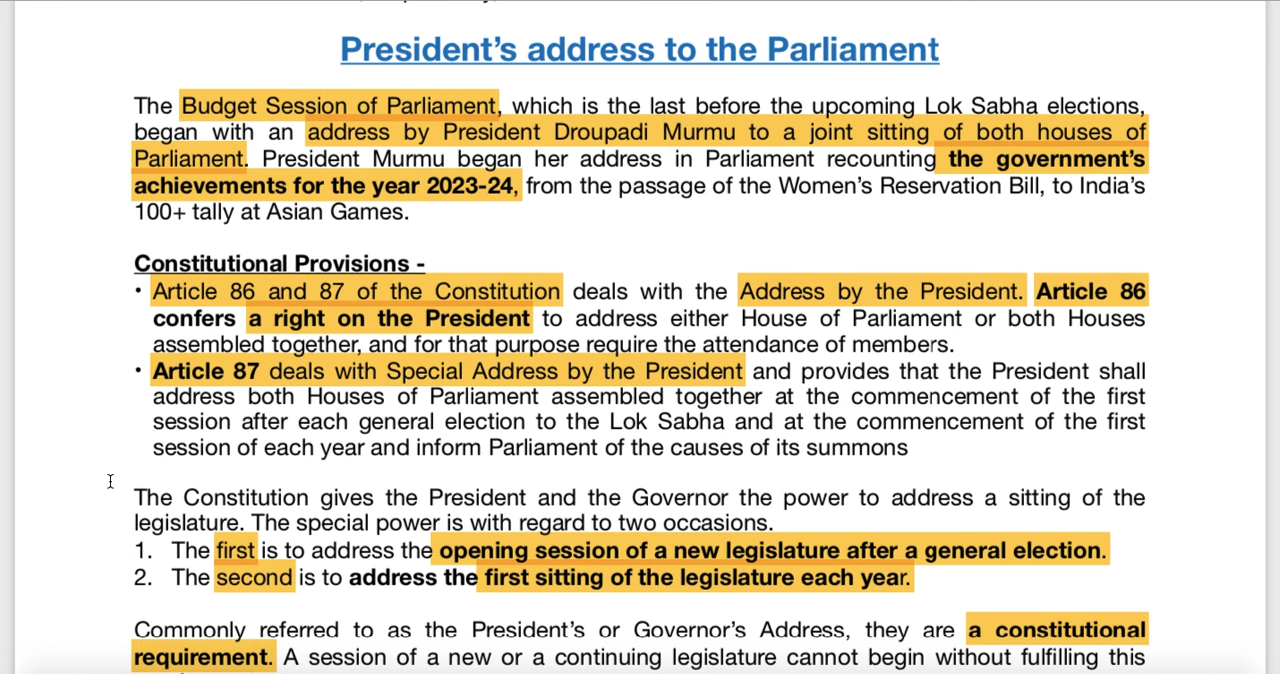 President's address to the Parliament
The Budget Session of Parliament, which is the last before the upcoming Lok Sabha elections,
began with an address by President Droupadi Murmu to a joint sitting of both houses of
Parliament. President Murmu began her address in Parliament recounting the government's
achievements for the year 2023-24, from the passage of the Women's Reservation Bill, to India's
100+ tally at Asian Games.
Constitutional Provisions -
• Article 86 and 87 of the Constitution deals with the Address by the President. Article 86
confers a right on the President to address either House of Parliament or both Houses
assembled together, and for that purpose require the attendance of members.
• Article 87 deals with Special Address by the President and provides that the President shall
address both Houses of Parliament assembled together at the commencement of the first
session after each general election to the Lok Sabha and at the commencement of the first
session of each year and inform Parliament of the causes of its summons
The Constitution gives the President and the Governor the power to address a sitting of the
legislature. The special power is with regard to two occasions.
1. The first is to address the opening session of a new legislature after a general election.
2. The second is to address the first sitting of the legislature each year.
Commonly referred to as the President's or Governor's Address, they are a constitutional
requirement. A session of a new or a continuing legislature cannot begin without fulfilling this